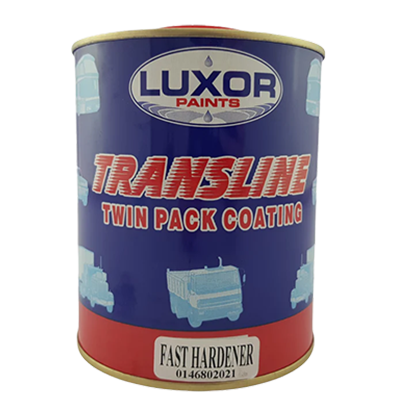 LUXOR
PAINTS
TRANSLINE
TWIN PACK COATING
FAST HARDENER
0146802021